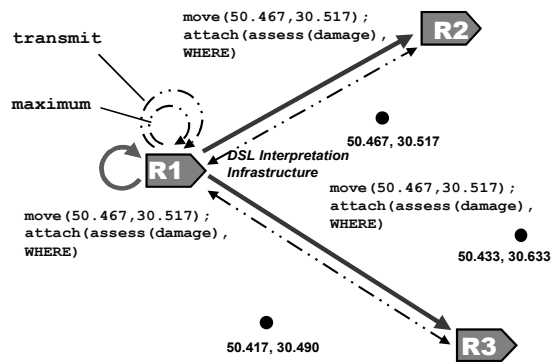 move(50.467,30.517);
attach(assess(damage),
WHERE)
R2
transmit
maximum
50.467, 30.517
DSL Interpretation
Infrastructure
R1
move(50.467,30.517);
attach(assess(damage),
WHERE)
move(50.467,30.517);
attach(assess(damage),
WHERE)
50.433, 30.633
50.417, 30.490
R3